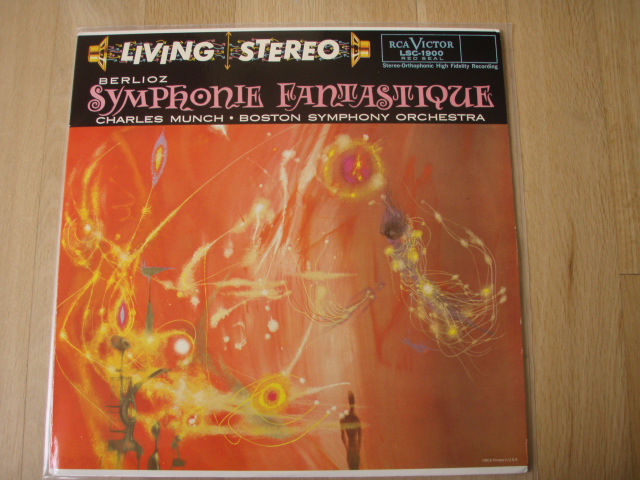 LIVING STEREO
RCA VICTOR
LSC-1900
RED SEAL
Stereo-Orthophonic High Fidelity Recording
BERLIOZ
SYMPHONIE FANTASTIQUE
CHARLES MUNCH • BOSTON SYMPHONY ORCHESTRA